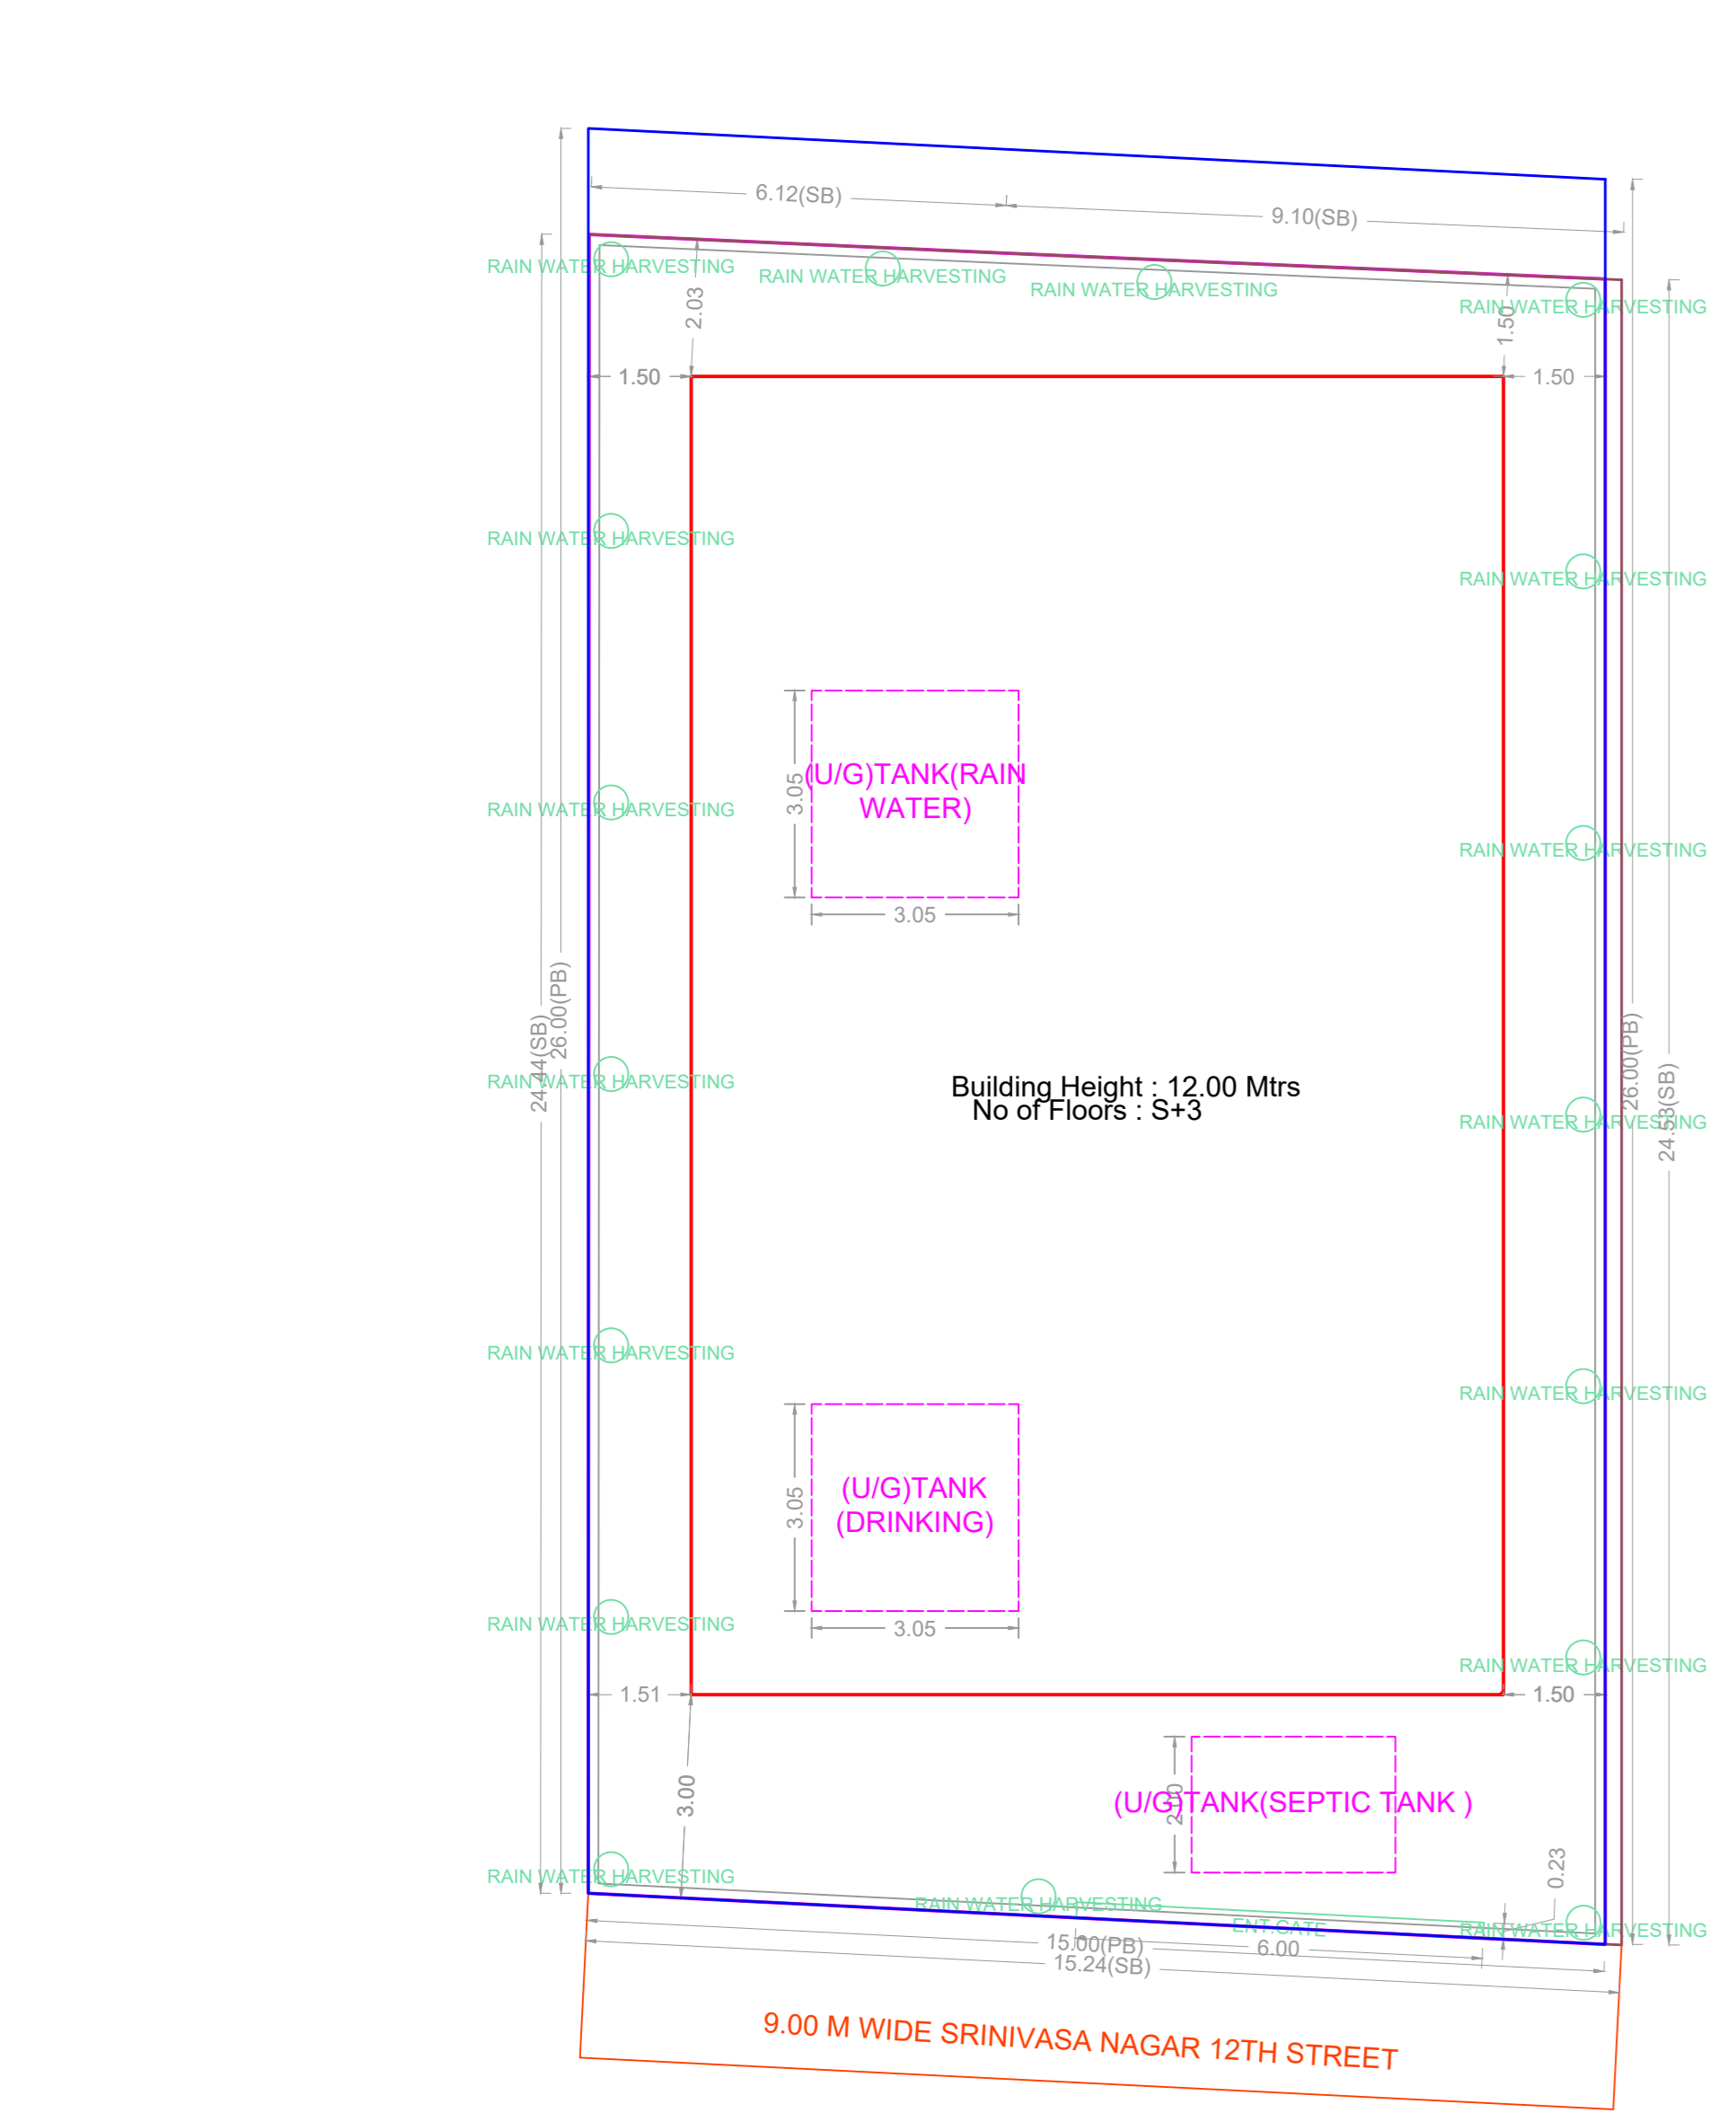 6.12(SB)
9.10(SB)
RAIN WATER HARVESTING
RAIN WATER HARVESTING
RAIN WATER HARVESTING
RAIN WATER HARVESTING
2.03
1.50
1.50
1.50
RAIN WATER HARVESTING
RAIN WATER HARVESTING
(U/G)TANK(RAIN
WATER)
3.05
3.05
RAIN WATER HARVESTING
RAIN WATER HARVESTING
24.44(SB)
26.00(PB)
26.00(PB)
24.53(SB)
Building Height : 12.00 Mtrs
No of Floors : S+3
RAIN WATER HARVESTING
RAIN WATER HARVESTING
RAIN WATER HARVESTING
RAIN WATER HARVESTING
(U/G)TANK
(DRINKING)
3.05
3.05
RAIN WATER HARVESTING
RAIN WATER HARVESTING
1.51
1.50
3.00
2.00
(U/G)TANK(SEPTIC TANK )
0.23
RAIN WATER HARVESTING
RAIN WATER HARVESTING
ENT.GATE
RAIN WATER HARVESTING
15.00(PB)
6.00
15.24(SB)
9.00 M WIDE SRINIVASA NAGAR 12TH STREET